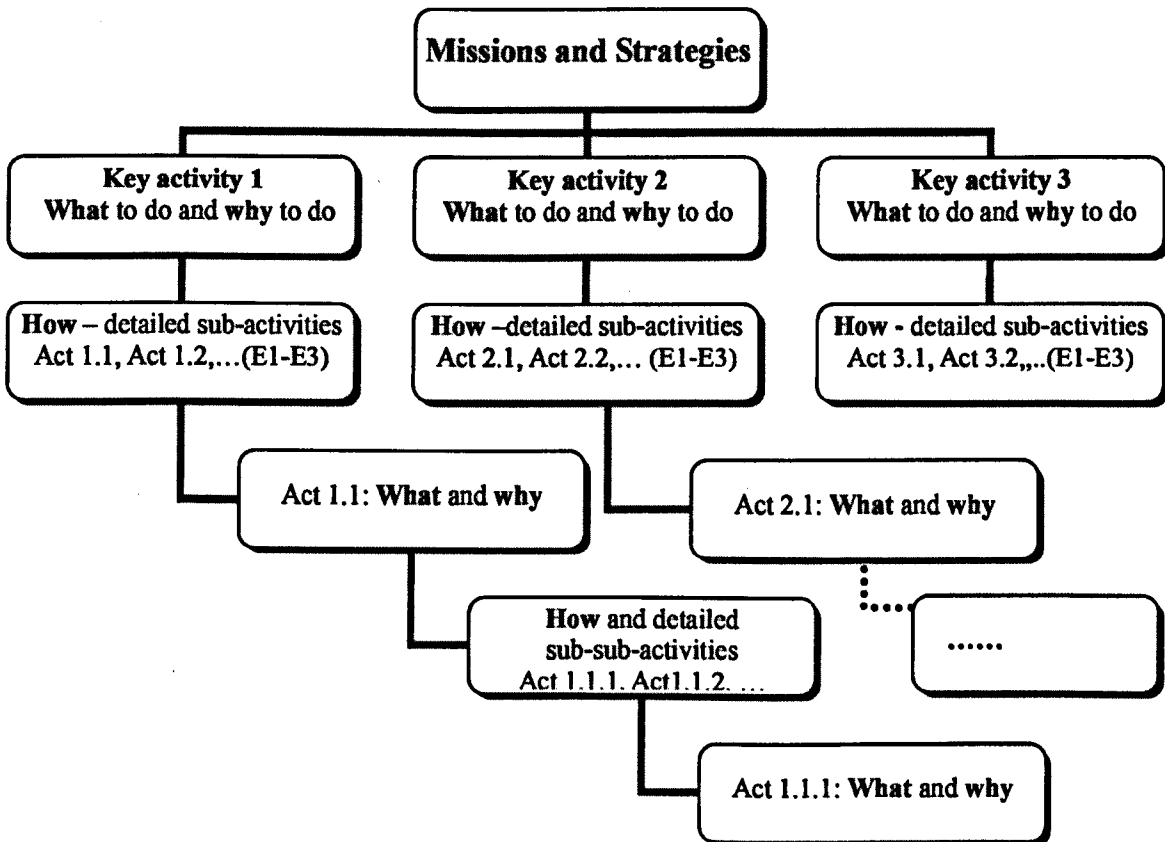 Missions and Strategies
Key activity 1
What to do and why to do
Key activity 2
What to do and why to do
Key activity 3
What to do and why to do
How – detailed sub-activities
Act 1.1, Act 1.2,…(E1-E3)
How –detailed sub-activities
Act 2.1, Act 2.2,… (E1-E3)
How - detailed sub-activities
Act 3.1, Act 3.2,,..(E1-E3)
Act 1.1: What and why
Act 2.1: What and why
How and detailed
sub-sub-activities
Act 1.1.1, Act1.1.2, …
......
Act 1.1.1: What and why